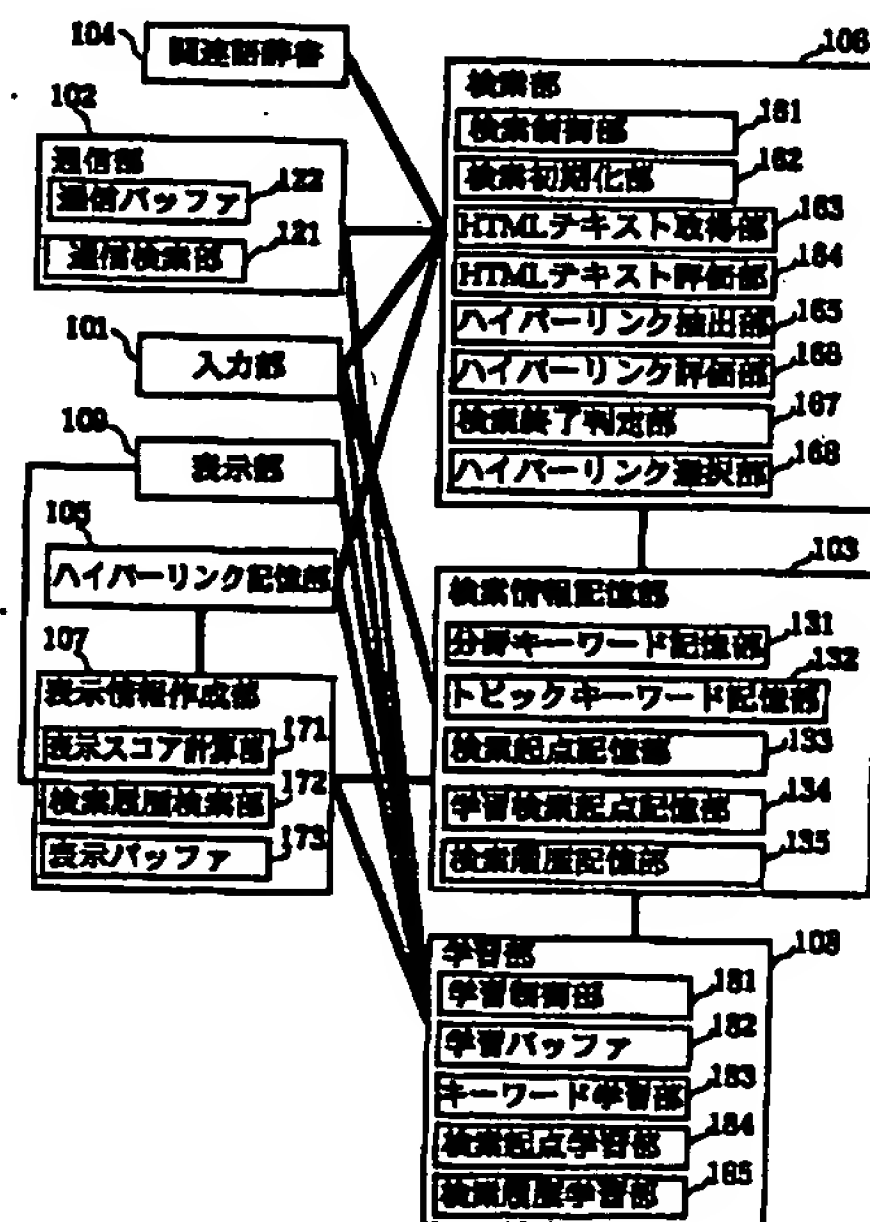 104
関連語辞書
102
通信部
通信バッファ
122
通信検索部
121
101
入力部
109
表示部
105
ハイパーリンク記憶部
107
表示情報作成部
表示スコア計算部
171
検索履歴検索部
172
表示バッファ
173
106
検索部
検索制御部
161
検索初期化部
162
HTMLテキスト取得部
163
HTMLテキスト評価部
164
ハイパーリンク抽出部
165
ハイパーリンク評価部
166
検索終了判定部
167
ハイパーリンク選択部
168
103
検索情報記憶部
分野キーワード記憶部
131
トピックキーワード記憶部
132
検索起点記憶部
133
学習検索起点記憶部
134
検索履歴記憶部
135
108
学習部
学習制御部
181
学習バッファ
182
キーワード学習部
183
検索起点学習部
184
検索履歴学習部
185